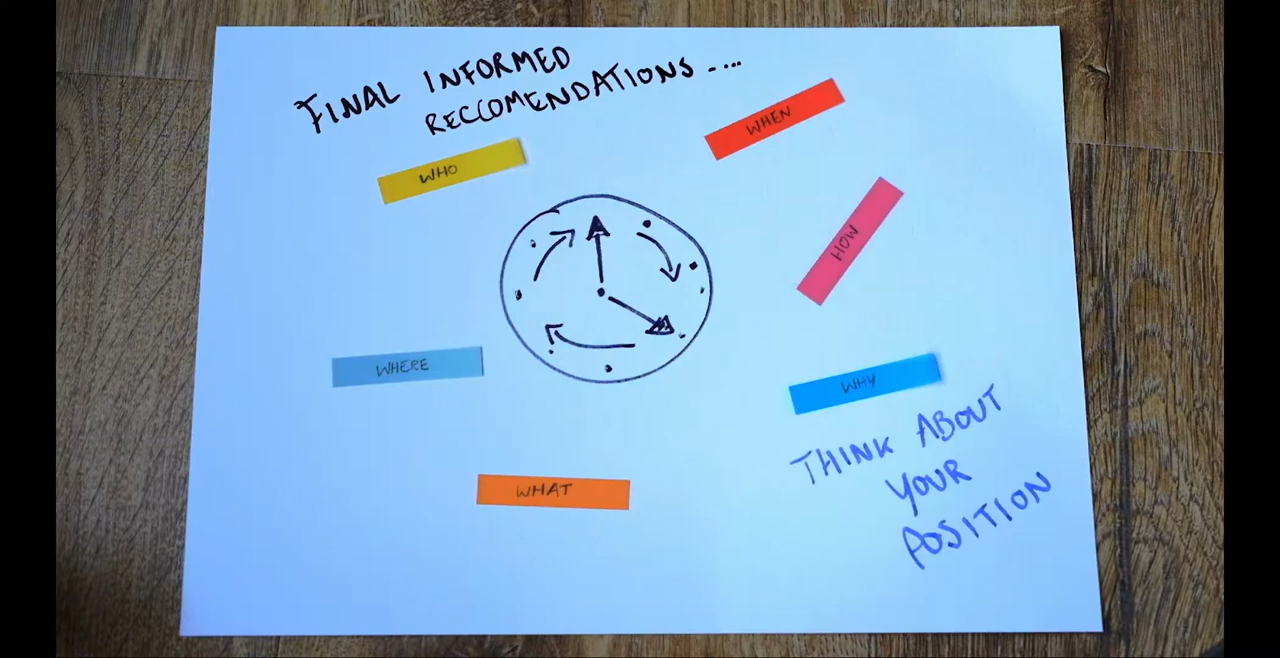 FINAL INFORMED
RECCOMENDATIONS ....
WHEN
WHO
HOW
WHERE
WHY
WHAT
THINK ABOUT
YOUR
POSITION